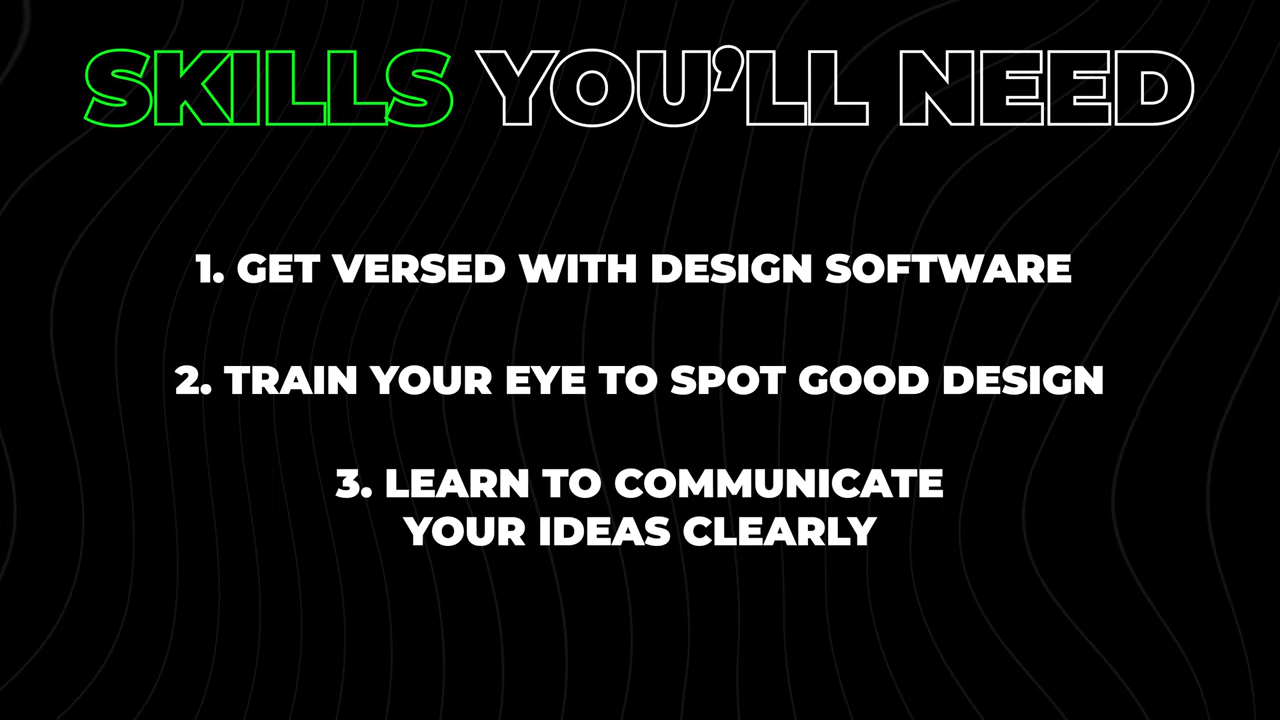 SKILLS YOU'LL NEED
1. GET VERSED WITH DESIGN SOFTWARE
2. TRAIN YOUR EYE TO SPOT GOOD DESIGN
3. LEARN TO COMMUNICATE
YOUR IDEAS CLEARLY